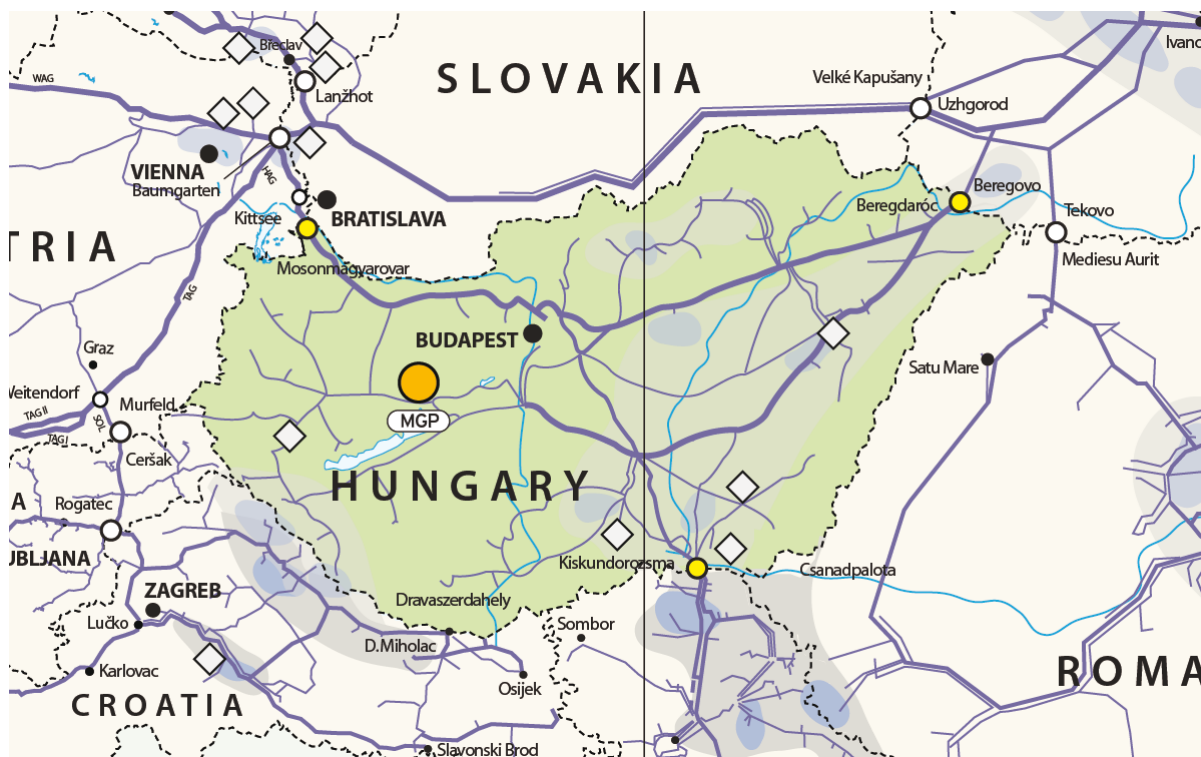 Břeclav
Ivano
WAG
SLOVAKIA
Velké Kapušany
Lanžhot
Uzhgorod
VIENNA
Baumgarten
HAG
Beregovo
Beregdaróc
Kittsee
BRATISLAVA
Tekovo
TRIA
Mosonmagyarovar
Mediesu Aurit
TAG
BUDAPEST
Graz
Satu Mare
Weitendorf
Murfeld
TAG II
SOL
MGP
TAG I
Ceršak
HUNGARY
Rogatec
A
UBLJANA
Kiskundorozsma
Csanadpalota
ZAGREB
Dravaszerdahely
Lučko
Sombor
D.Miholac
Karlovac
Osijek
ROMA
CROATIA
Slavonski Brod